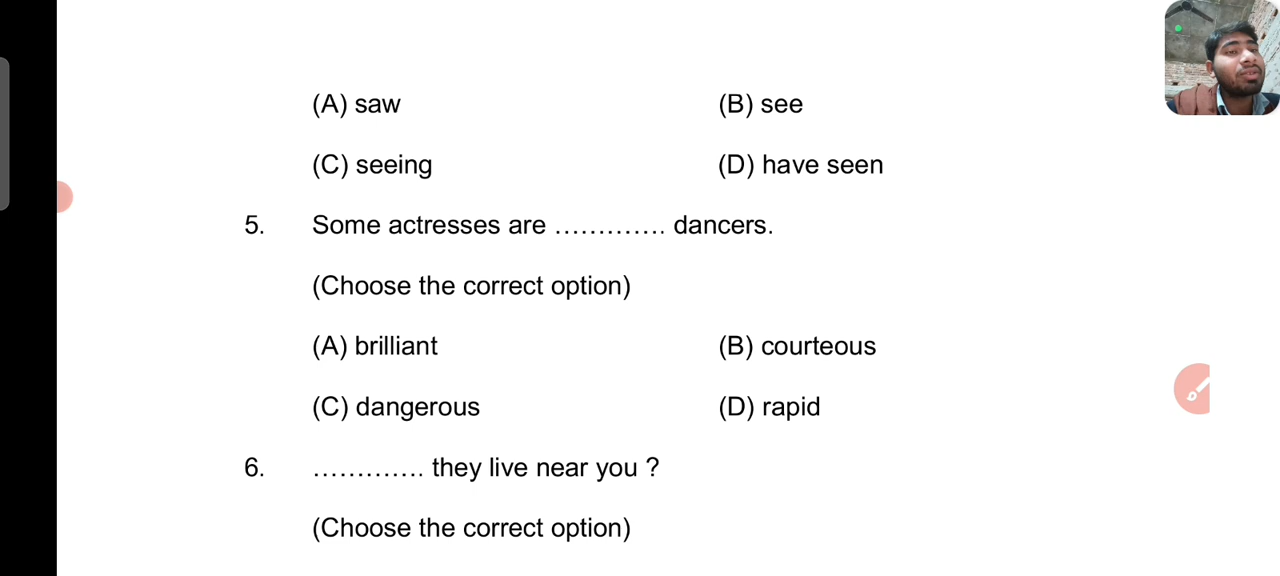 (A) saw (B) see
(C) seeing (D) have seen
5. Some actresses are ............. dancers.
(Choose the correct option)
(A) brilliant (B) courteous
(C) dangerous (D) rapid
6. ............. they live near you ?
(Choose the correct option)